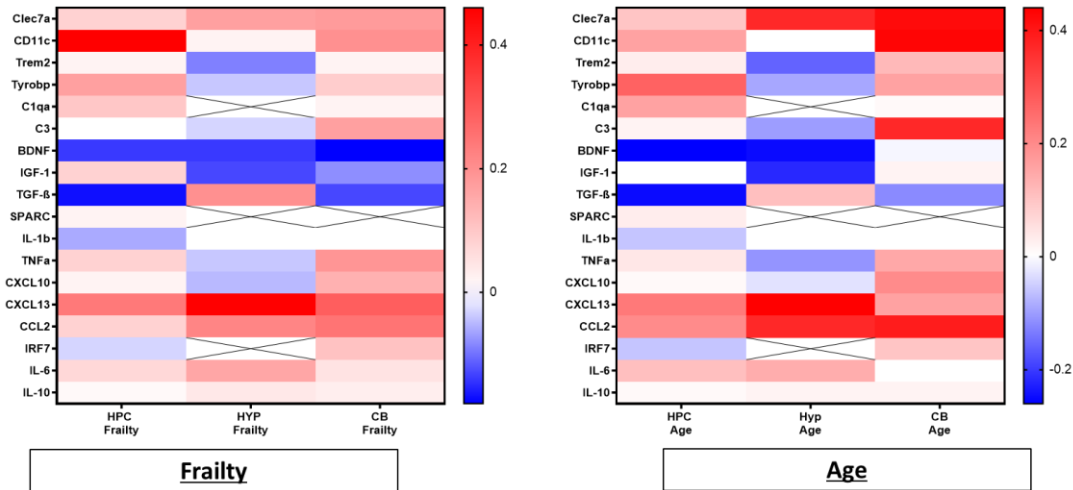 Clec7a
CD11c
Trem2
Tyrobp
C1qa
C3
BDNF
IGF-1
TGF-ß
SPARC
IL-1b
TNFa
CXCL10
CXCL13
CCL2
IRF7
IL-6
IL-10
HPC
Frailty
HYP
Frailty
CB
Frailty
0.4
0.2
0
Frailty
Clec7a
CD11c
Trem2
Tyrobp
C1qa
C3
BDNF
IGF-1
TGF-ß
SPARC
IL-1b
TNFa
CXCL10
CXCL13
CCL2
IRF7
IL-6
IL-10
HPC
Age
Hyp
Age
CB
Age
0.4
0.2
0
-0.2
Age